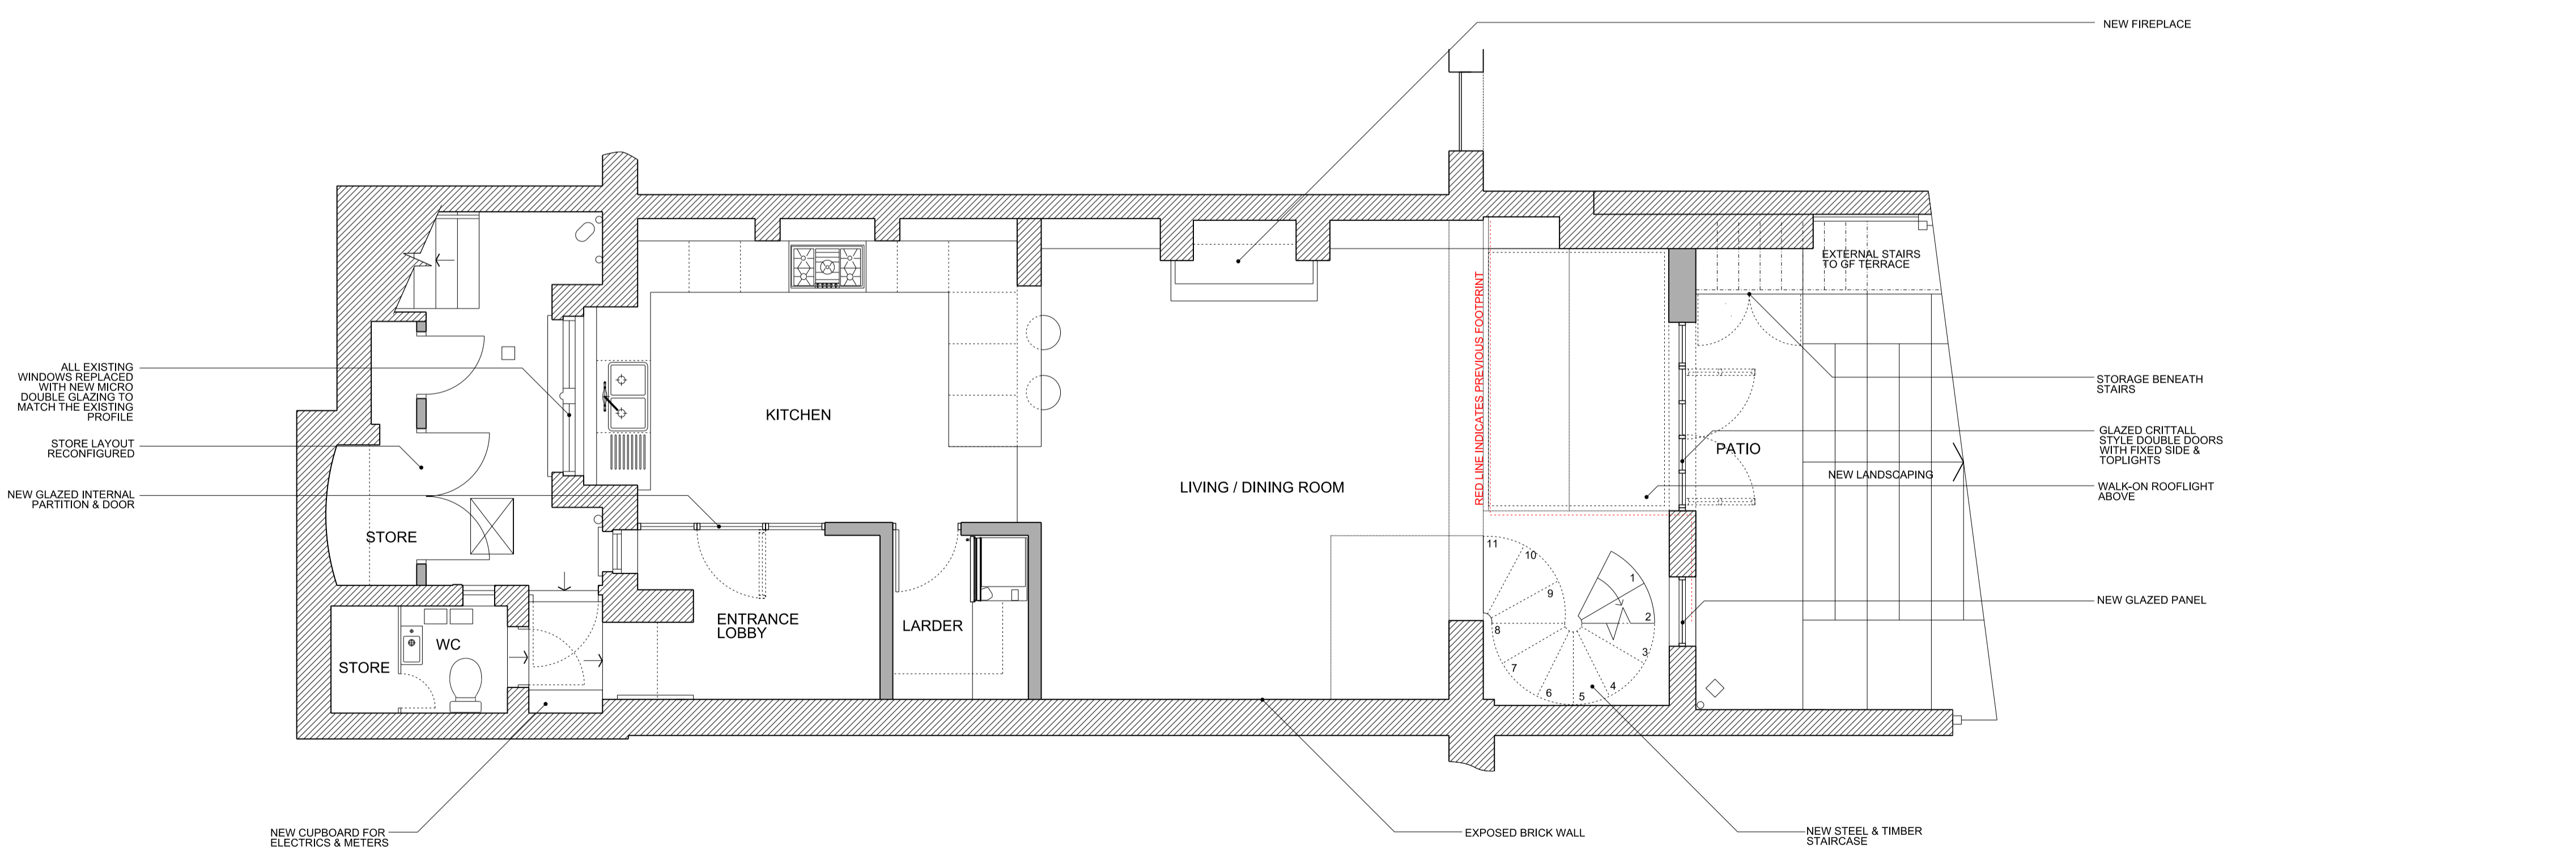 NEW FIREPLACE
EXTERNAL STAIRS
TO GF TERRACE
RED LINE INDICATES PREVIOUS FOOTPRINT
ALL EXISTING
WINDOWS REPLACED
WITH NEW MICRO
DOUBLE GLAZING TO
MATCH THE EXISTING
PROFILE
STORE LAYOUT
RECONFIGURED
NEW GLAZED INTERNAL
PARTITION & DOOR
KITCHEN
LIVING / DINING ROOM
PATIO
NEW LANDSCAPING
STORAGE BENEATH
STAIRS
GLAZED CRITTALL
STYLE DOUBLE DOORS
WITH FIXED SIDE &
TOPLIGHTS
WALK-ON ROOFLIGHT
ABOVE
NEW GLAZED PANEL
STORE
ENTRANCE
LOBBY
LARDER
WC
STORE
11
10
9
8
7
6
5
4
3
2
1
NEW CUPBOARD FOR
ELECTRICS & METERS
EXPOSED BRICK WALL
NEW STEEL & TIMBER
STAIRCASE